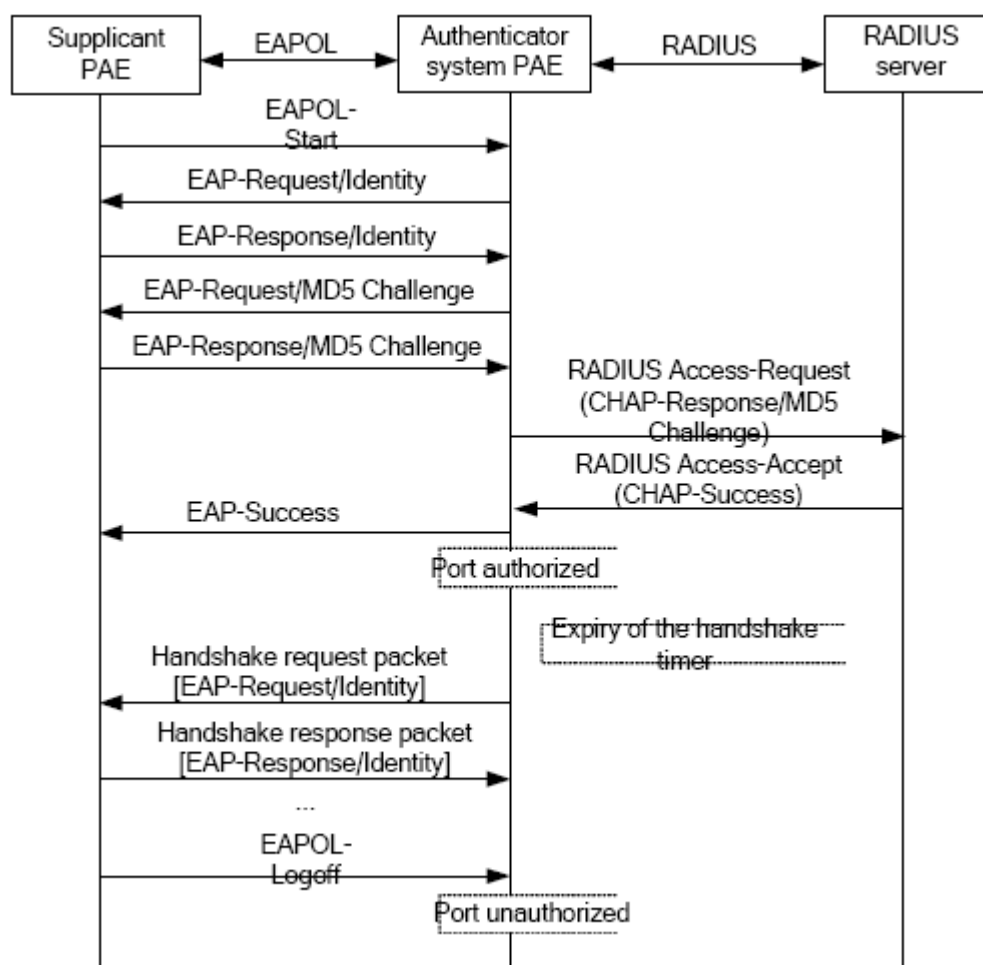 Supplicant
PAE
EAPOL
Authenticator
system PAE
RADIUS
RADIUS
server
EAPOL-
Start
EAP-Request/Identity
EAP-Response/Identity
EAP-Request/MD5 Challenge
EAP-Response/MD5 Challenge
RADIUS Access-Request
(CHAP-Response/MD5
Challenge)
RADIUS Access-Accept
(CHAP-Success)
EAP-Success
Port authorized
Expiry of the handshake
timer
Handshake request packet
[EAP-Request/Identity]
Handshake response packet
[EAP-Response/Identity]
...
EAPOL-
Logoff
Port unauthorized